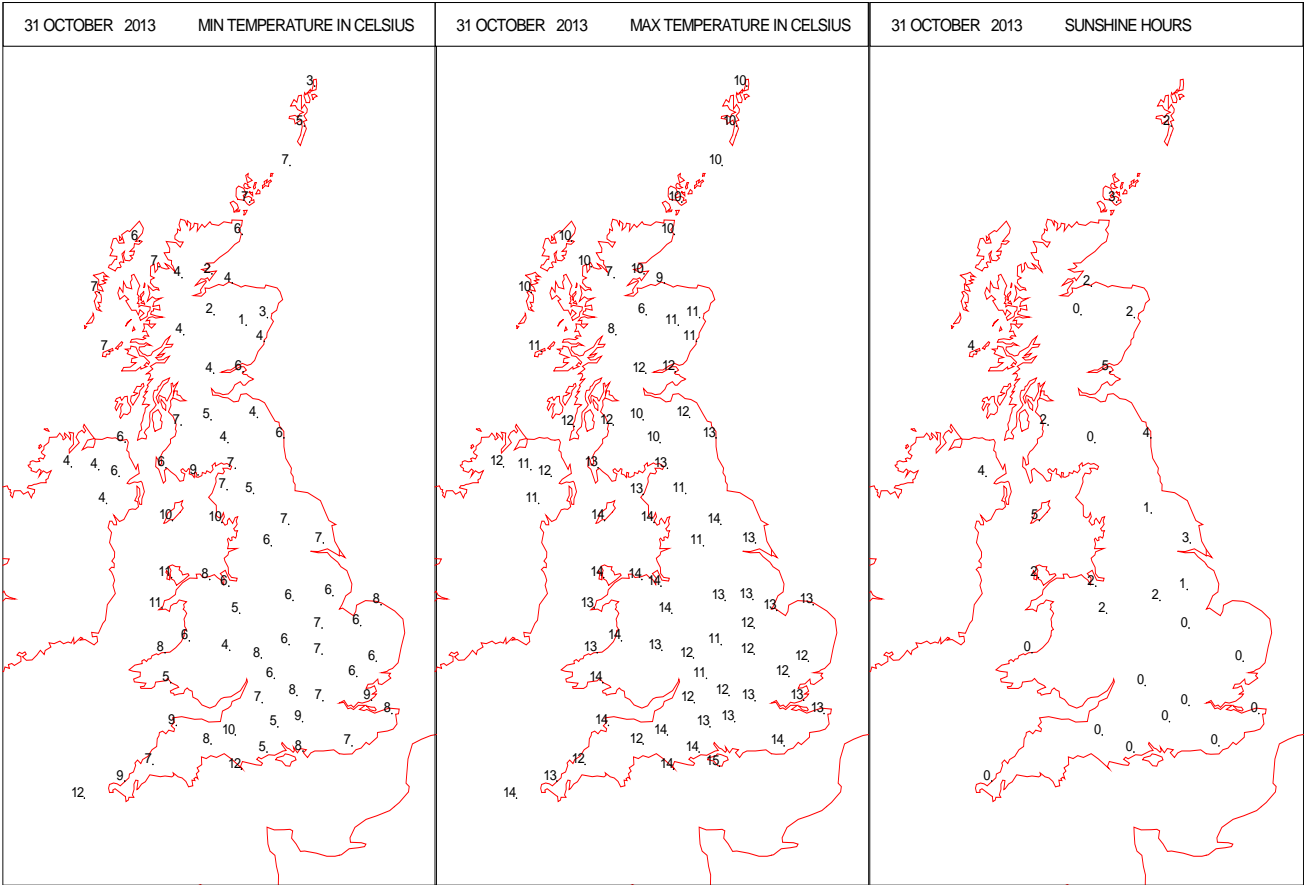 31 OCTOBER 2013 MIN TEMPERATURE IN CELSIUS
3
5.
7.
7.
6.
6.
7.
4. 2.
4.
7.
2. 3.
1.
4. 4.
7.
4. 6.
5. 4.
7.
6. 4. 6.
4. 4. 6 9. 7.
6.
4. 7. 5.
10. 10. 7.
6. 7.
11. 8.
6.
11. 5. 6. 6. 8.
6. 7. 6.
8 4. 6.
8. 7. 6.
5. 6. 6.
7. 8. 7. 9.
8.
9. 5. 9.
10.
8. 5. 8. 7.
7. 12.
9.
12.
31 OCTOBER 2013 MAX TEMPERATURE IN CELSIUS
10
10.
10.
10.
10.
10.
10. 7. 10.
9.
10.
6. 11.
11.
8. 11.
11.
12. 12.
10. 12.
12. 12.
10. 13.
12. 11. 12. 13 13.
11. 13. 11.
14. 14. 14.
11. 13.
14. 14. 14.
13. 14. 13. 13. 13. 13.
12.
14. 11.
13. 13. 12. 12. 12.
14. 11. 12.
12. 12. 13. 13.
13.
14. 13. 13.
14.
12. 14. 13.
12. 14. 15.
13.
14.
31 OCTOBER 2013 SUNSHINE HOURS
2.
3.
2.
0. 2.
4.
5.
2.
0. 4.
4.
5. 1.
3.
2. 2. 1.
2. 2.
0.
0 0.
0.
0. 0.
0. 0.
0. 0.
0.